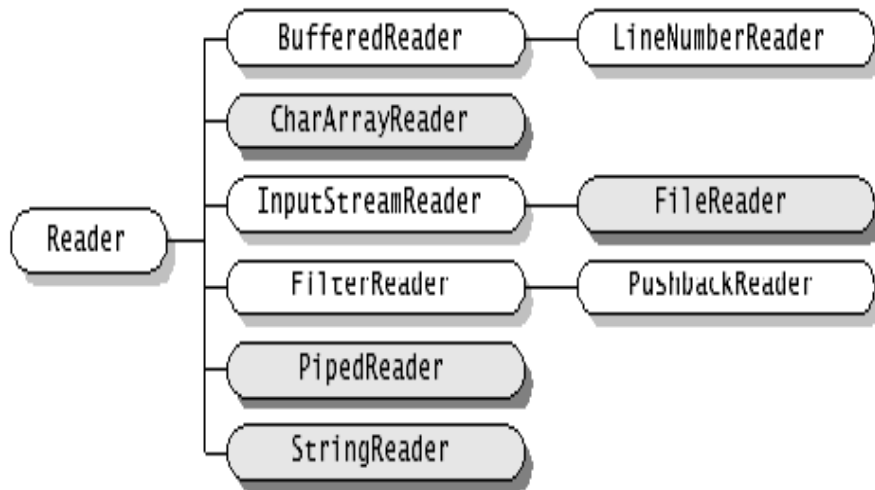 BufferedReader
LineNumberReader
CharArrayReader
InputStreamReader
FileReader
Reader
FilterReader
PushbackReader
PipedReader
StringReader